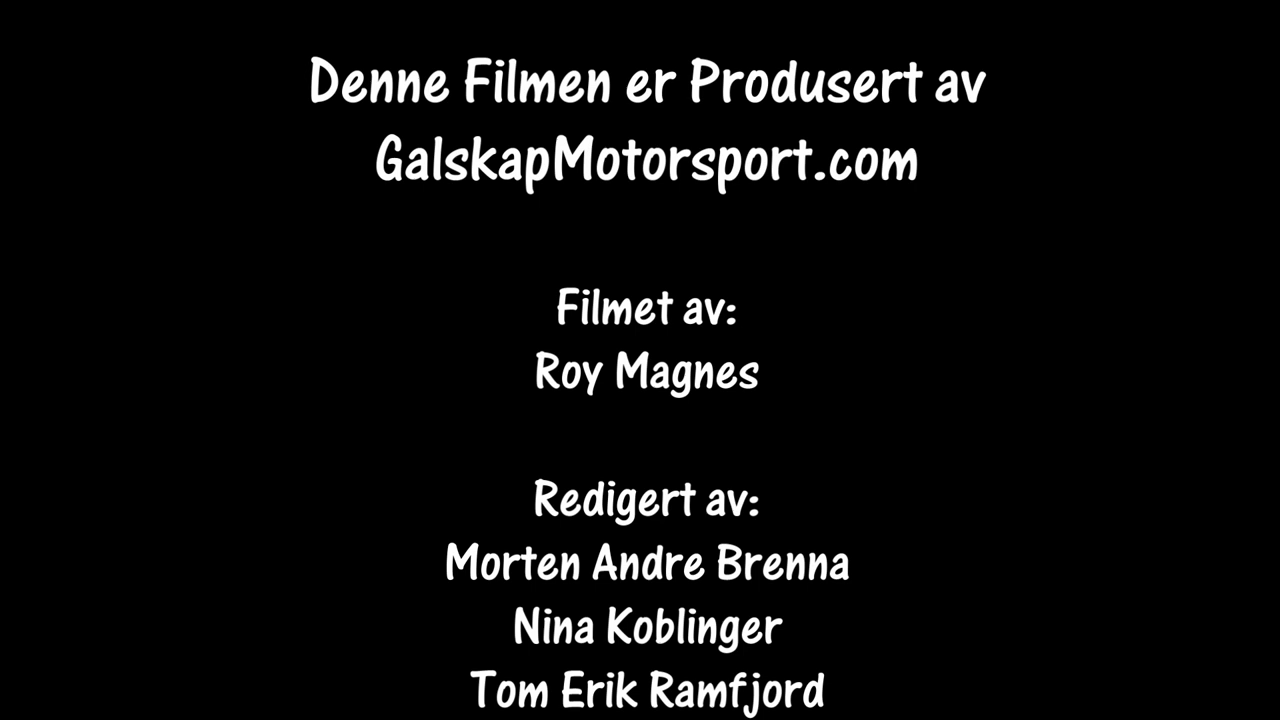 Denne Filmen er Produsert av
GalskapMotorsport.com
Filmet av:
Roy Magnes
Redigert av:
Morten Andre Brenna
Nina Koblinger
Tom Erik Ramfjord